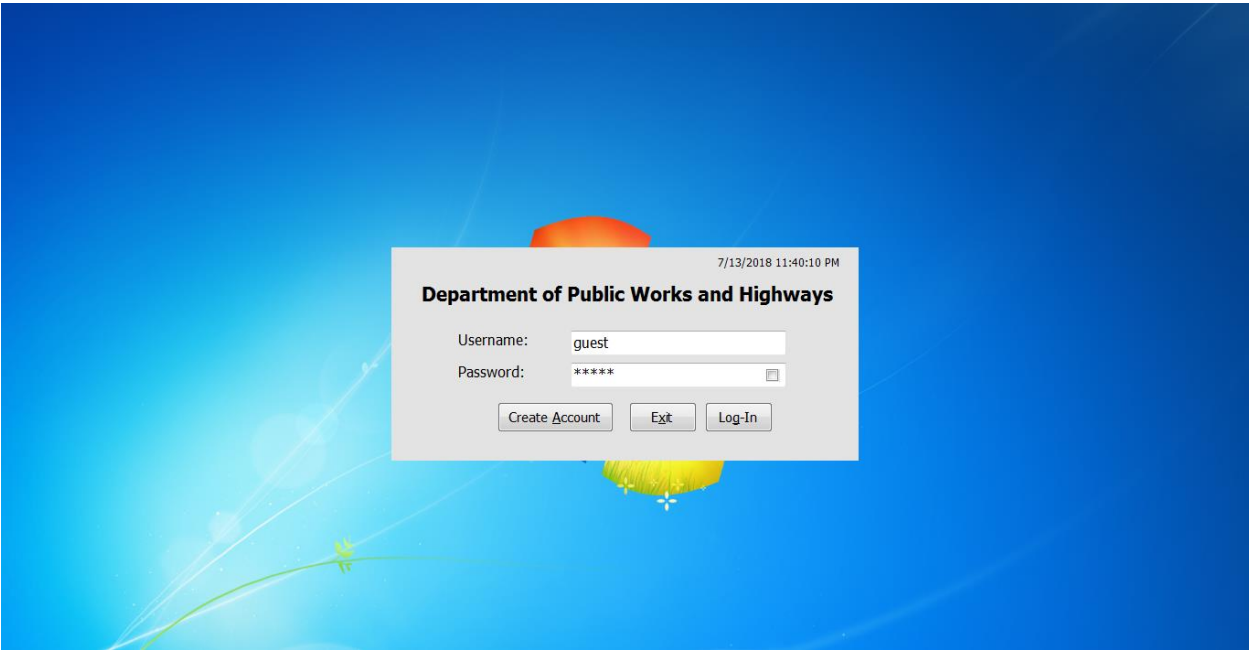 7/13/2018 11:40:10 PM
Department of Public Works and Highways
Username: guest
Password: *****
Create Account Exit Log-In